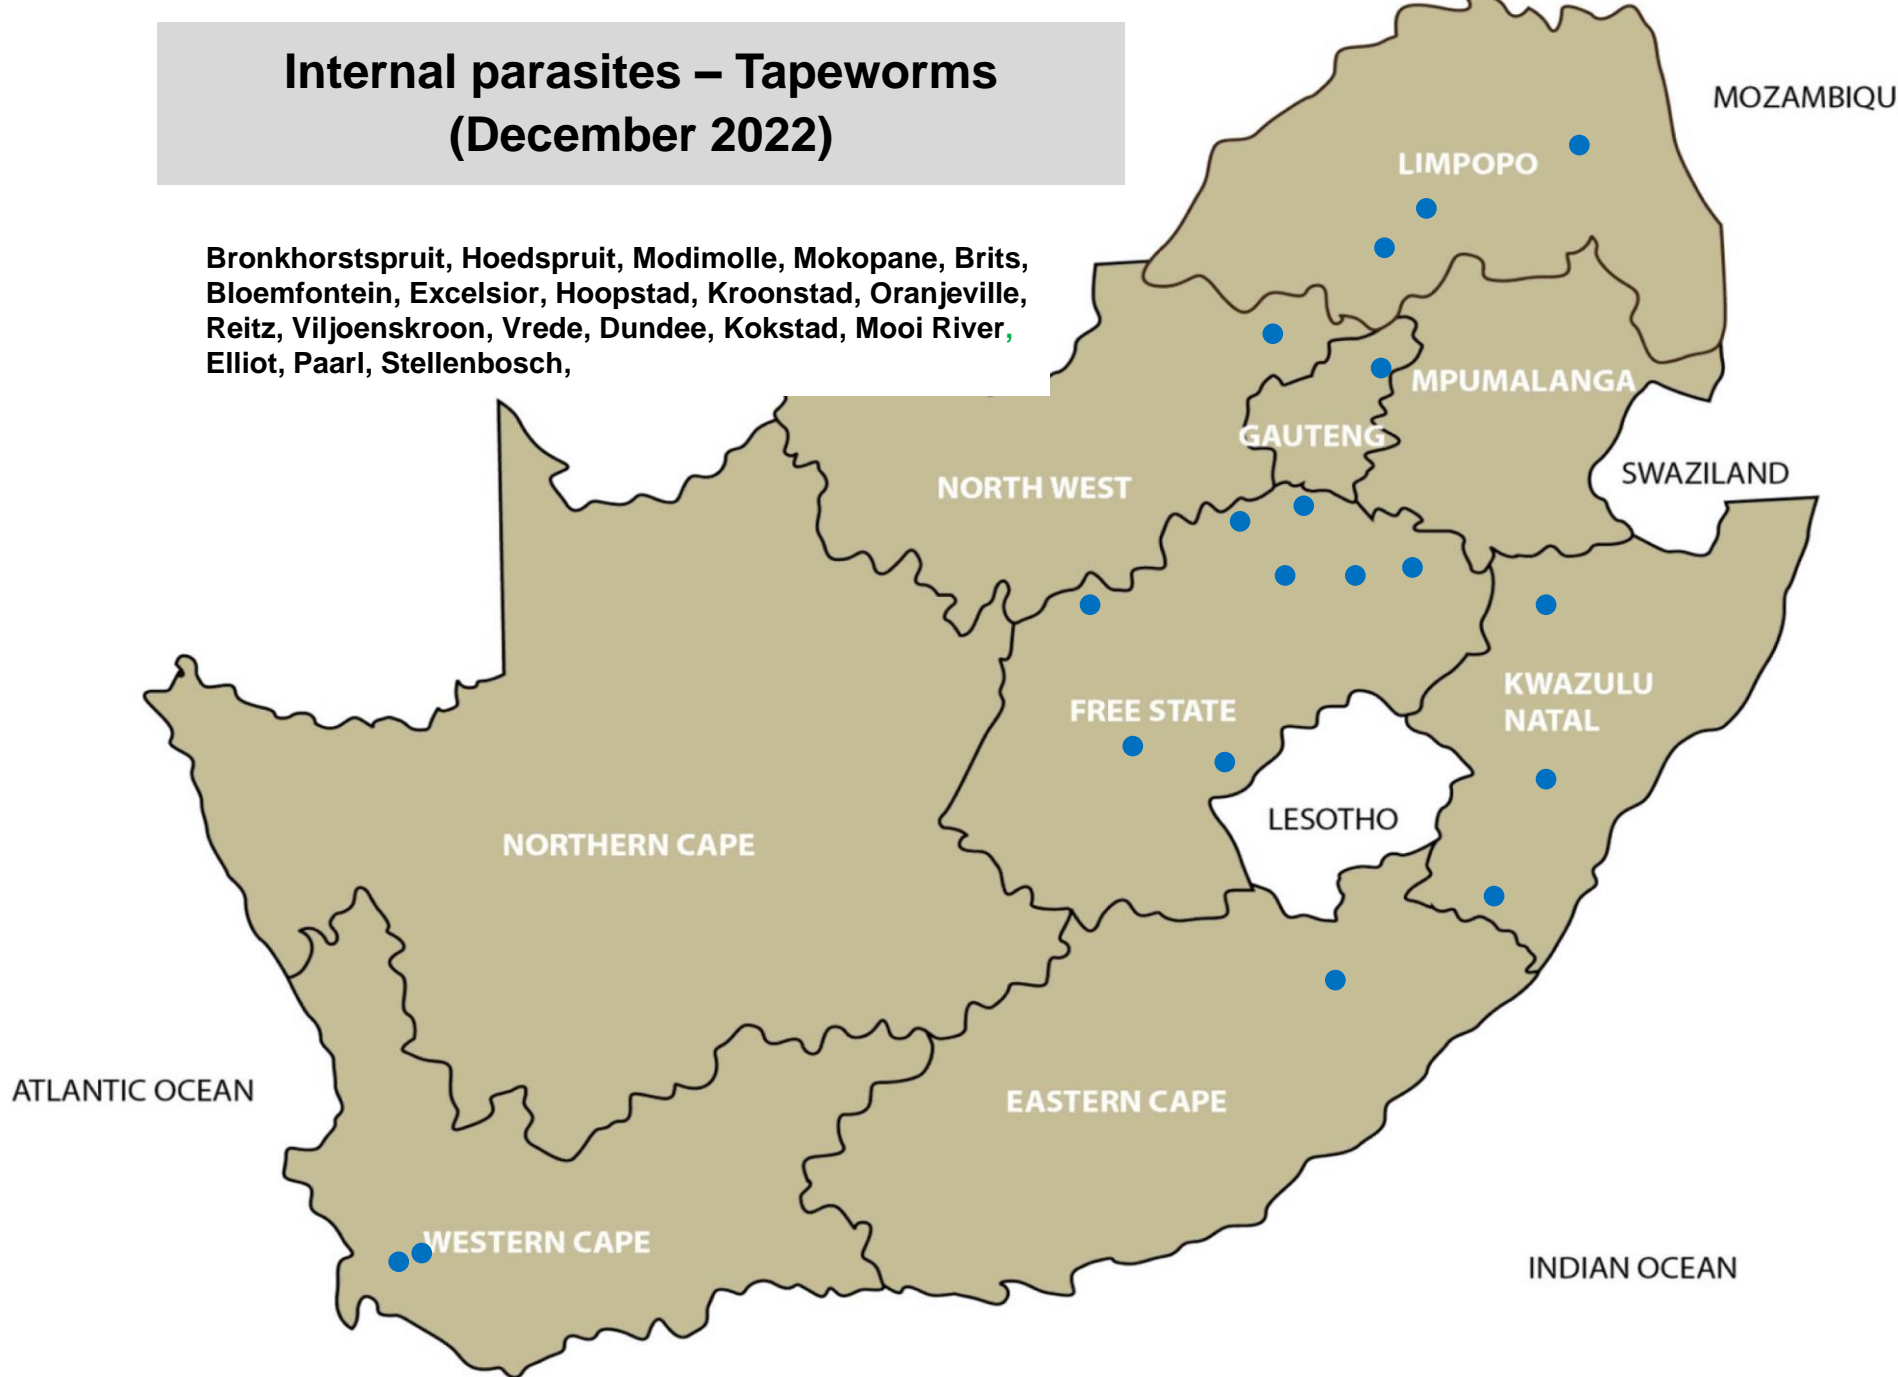 Internal parasites – Tapeworms
(December 2022)
Bronkhorstspruit, Hoedspruit, Modimolle, Mokopane, Brits,
Bloemfontein, Excelsior, Hoopstad, Kroonstad, Oranjeville,
Reitz, Viljoenskroon, Vrede, Dundee, Kokstad, Mooi River,
Elliot, Paarl, Stellenbosch,
MOZAMBIQU
LIMPOPO
MPUMALANGA
GAUTENG
SWAZILAND
NORTH WEST
KWAZULU
NATAL
FREE STATE
LESOTHO
NORTHERN CAPE
ATLANTIC OCEAN
EASTERN CAPE
WESTERN CAPE
INDIAN OCEAN